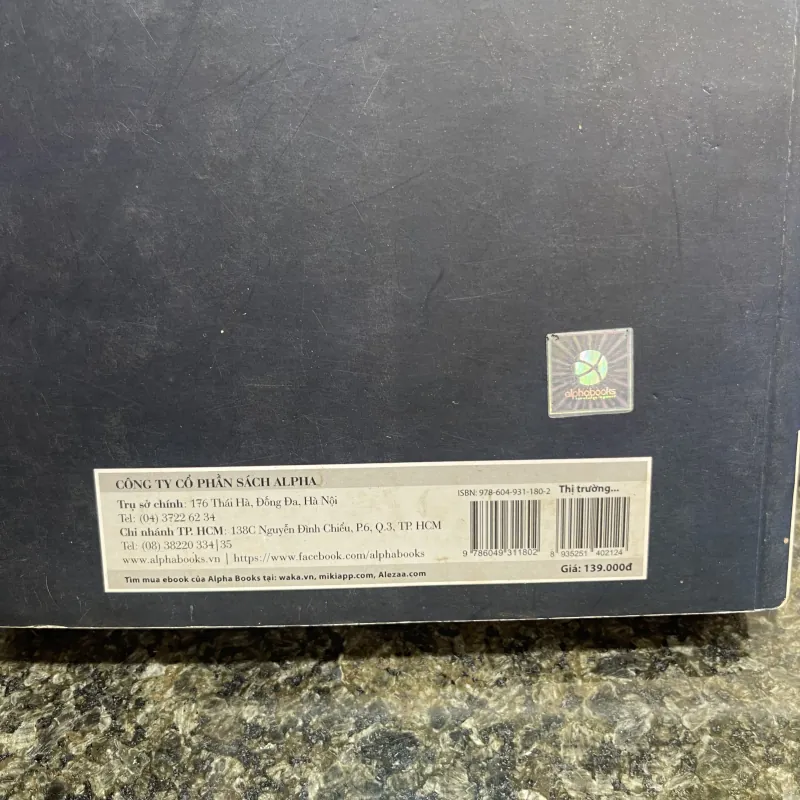 alphabooks
knowledge is power
CÔNG TY CỔ PHẦN SÁCH ALPHA
Trụ sở chính: 176 Thái Hà, Đống Đa, Hà Nội
Tel: (04) 3722 62 34
Chi nhánh TP. HCM: 138C Nguyễn Đình Chiểu, P.6, Q.3, TP. HCM
Tel: (08) 38220 334|35
www.alphabooks.vn | https://www.facebook.com/alphabooks
Tìm mua ebook của Alpha Books tại: waka.vn, mikiapp.com, Alezaa.com
ISBN: 978-604-931-180-2 Thị trường...
9 786049 311802 8 935251 402124
Giá: 139.000đ